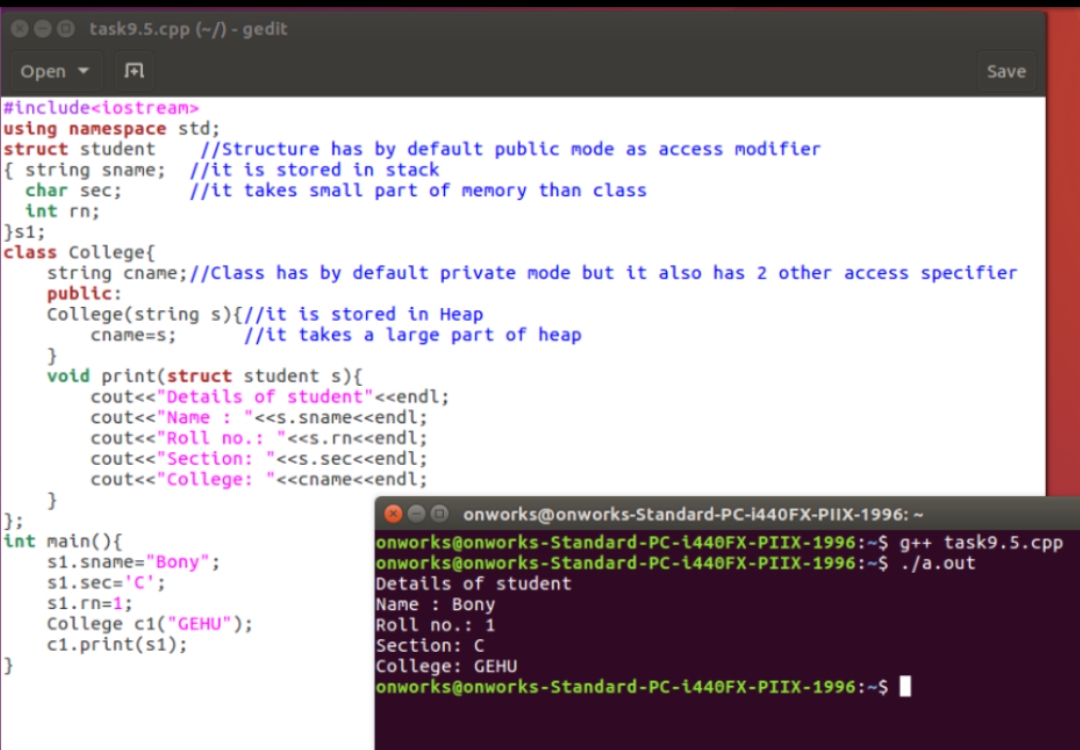 task9.5.cpp (~/) - gedit
Open
Save
#include<iostream>
using namespace std;
struct student    //Structure has by default public mode as access modifier
{ string sname;  //it is stored in stack
  char sec;      //it takes small part of memory than class
  int rn;
}s1;
class College{
    string cname;//Class has by default private mode but it also has 2 other access specifier
    public:
    College(string s){//it is stored in Heap
        cname=s;      //it takes a large part of heap
    }
    void print(struct student s){
        cout<<"Details of student"<<endl;
        cout<<"Name : "<<s.sname<<endl;
        cout<<"Roll no.: "<<s.rn<<endl;
        cout<<"Section: "<<s.sec<<endl;
        cout<<"College: "<<cname<<endl;
    }
};
int main(){
    s1.sname="Bony";
    s1.sec='C';
    s1.rn=1;
    College c1("GEHU");
    c1.print(s1);
}
onworks@onworks-Standard-PC-i440FX-PIIX-1996: ~
onworks@onworks-Standard-PC-i440FX-PIIX-1996:~$ g++ task9.5.cpp
onworks@onworks-Standard-PC-i440FX-PIIX-1996:~$ ./a.out
Details of student
Name : Bony
Roll no.: 1
Section: C
College: GEHU
onworks@onworks-Standard-PC-i440FX-PIIX-1996:~$